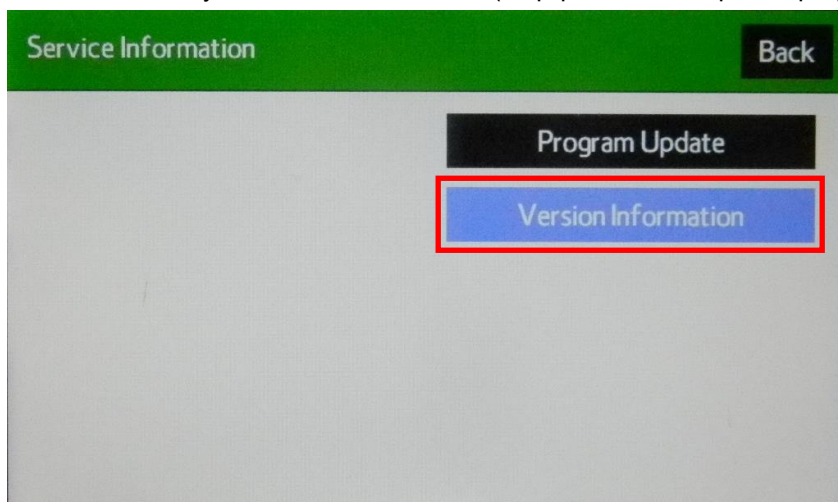 Service Information
Back
Program Update
Version Information